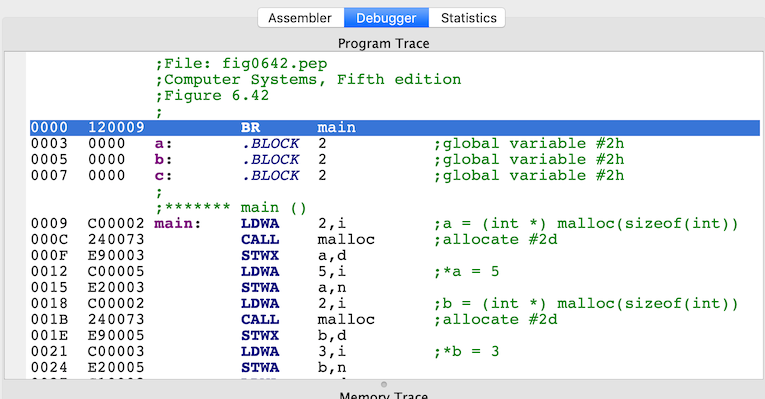 Assembler Debugger Statistics
Program Trace
;File: fig0642.pep
;Computer Systems, Fifth edition
;Figure 6.42
;
0000 120009 BR main
0003 0000 a: .BLOCK 2 ;global variable #2h
0005 0000 b: .BLOCK 2 ;global variable #2h
0007 0000 c: .BLOCK 2 ;global variable #2h
;
;******* main ()
0009 C00002 main: LDWA 2,i ;a = (int *) malloc(sizeof(int))
000C 240073 CALL malloc ;allocate #2d
000F E90003 STWX a,d
0012 C00005 LDWA 5,i ;*a = 5
0015 E20003 STWA a,n
0018 C00002 LDWA 2,i ;b = (int *) malloc(sizeof(int))
001B 240073 CALL malloc ;allocate #2d
001E E90005 STWX b,d
0021 C00003 LDWA 3,i ;*b = 3
0024 E20005 STWA b,n
Memory Trace